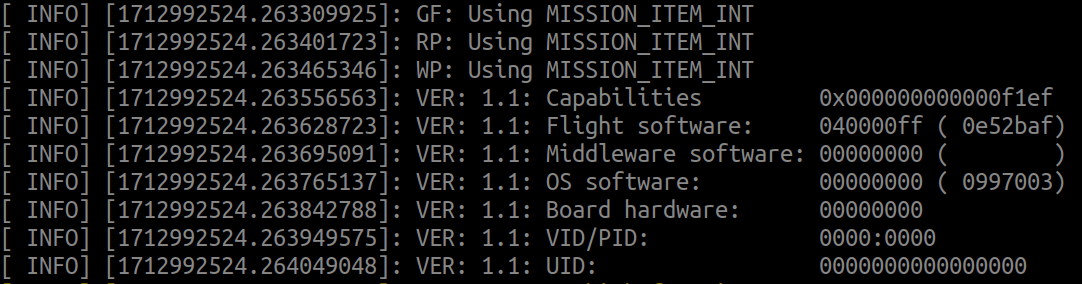 [ INFO] [1712992524.263309925]: GF: Using MISSION_ITEM_INT
[ INFO] [1712992524.263401723]: RP: Using MISSION_ITEM_INT
[ INFO] [1712992524.263465346]: WP: Using MISSION_ITEM_INT
[ INFO] [1712992524.263556563]: VER: 1.1: Capabilities         0x000000000000f1ef
[ INFO] [1712992524.263628723]: VER: 1.1: Flight software:     040000ff ( 0e52baf)
[ INFO] [1712992524.263695091]: VER: 1.1: Middleware software: 00000000 (        )
[ INFO] [1712992524.263765137]: VER: 1.1: OS software:         00000000 ( 0997003)
[ INFO] [1712992524.263842788]: VER: 1.1: Board hardware:      00000000
[ INFO] [1712992524.263949575]: VER: 1.1: VID/PID:             0000:0000
[ INFO] [1712992524.264049048]: VER: 1.1: UID:                 0000000000000000